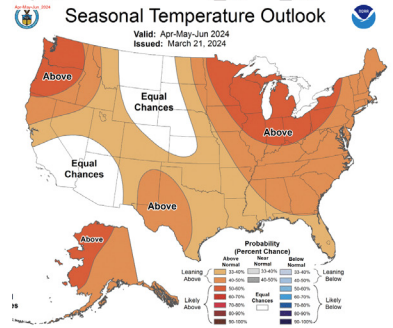 Apr-May-Jun 2024
Seasonal Temperature Outlook
Valid: Apr-May-Jun 2024
Issued: March 21, 2024
Above
Equal
Chances
Above
Equal
Chances
Above
Above
Probability
(Percent Chance)
Above
Normal
Near
Normal
Below
Normal
Leaning
Above
Likely
Above
33-40%
40-50%
50-60%
60-70%
70-80%
80-90%
90-100%
33-40%
40-50%
Equal
Chances
33-40%
40-50%
50-60%
60-70%
70-80%
80-90%
90-100%
Leaning
Below
Likely
Below
es